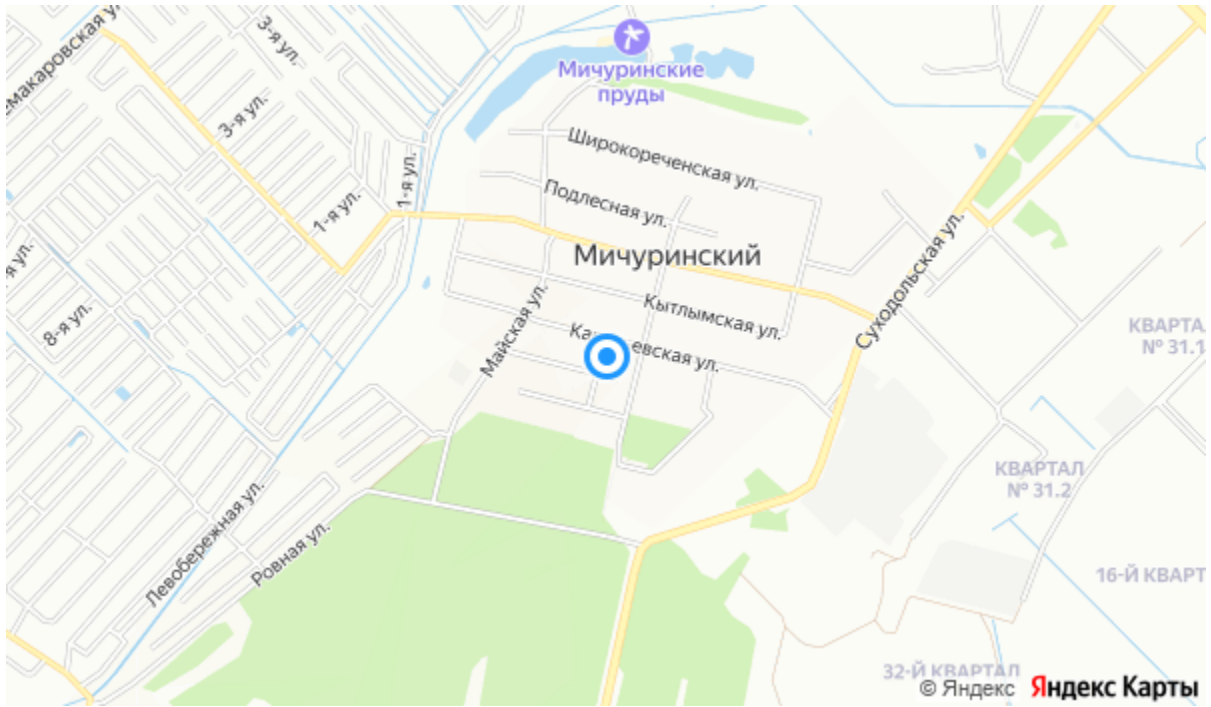 3-я ул.
Мичуринские
пруды
3-я ул.
1-я ул.
Широкореченская ул.
1-я ул.
Подлесная ул.
Мичуринский
Суходольская ул.
8-я ул.
Майская ул.
Кытлымская ул.
КВАРТА
№ 31.1
евская ул.
КВАРТАЛ
№ 31.2
Левобережная ул.
Ровная ул.
16-Й КВАРТ
32-Й КВАРТАЛ
© Яндекс Яндекс Карты